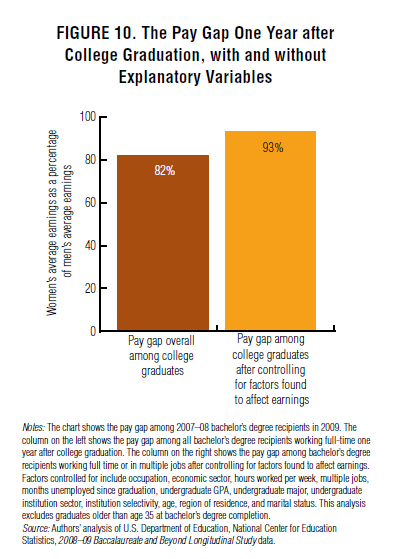 FIGURE 10. The Pay Gap One Year after
College Graduation, with and without
Explanatory Variables
Women's average earnings as a percentage
of men's average earnings
100
80
60
40
20
0
82%
93%
Pay gap overall
among college
graduates
Pay gap among
college graduates
after controlling
for factors found
to affect earnings
Notes: The chart shows the pay gap among 2007–08 bachelor's degree recipients in 2009. The
column on the left shows the pay gap among all bachelor's degree recipients working full-time one
year after college graduation. The column on the right shows the pay gap among bachelor's degree
recipients working full time or in multiple jobs after controlling for factors found to affect earnings.
Factors controlled for include occupation, economic sector, hours worked per week, multiple jobs,
months unemployed since graduation, undergraduate GPA, undergraduate major, undergraduate
institution sector, institution selectivity, age, region of residence, and marital status. This analysis
excludes graduates older than age 35 at bachelor's degree completion.
Source: Authors' analysis of U.S. Department of Education, National Center for Education
Statistics, 2008–09 Baccalaureate and Beyond Longitudinal Study data.